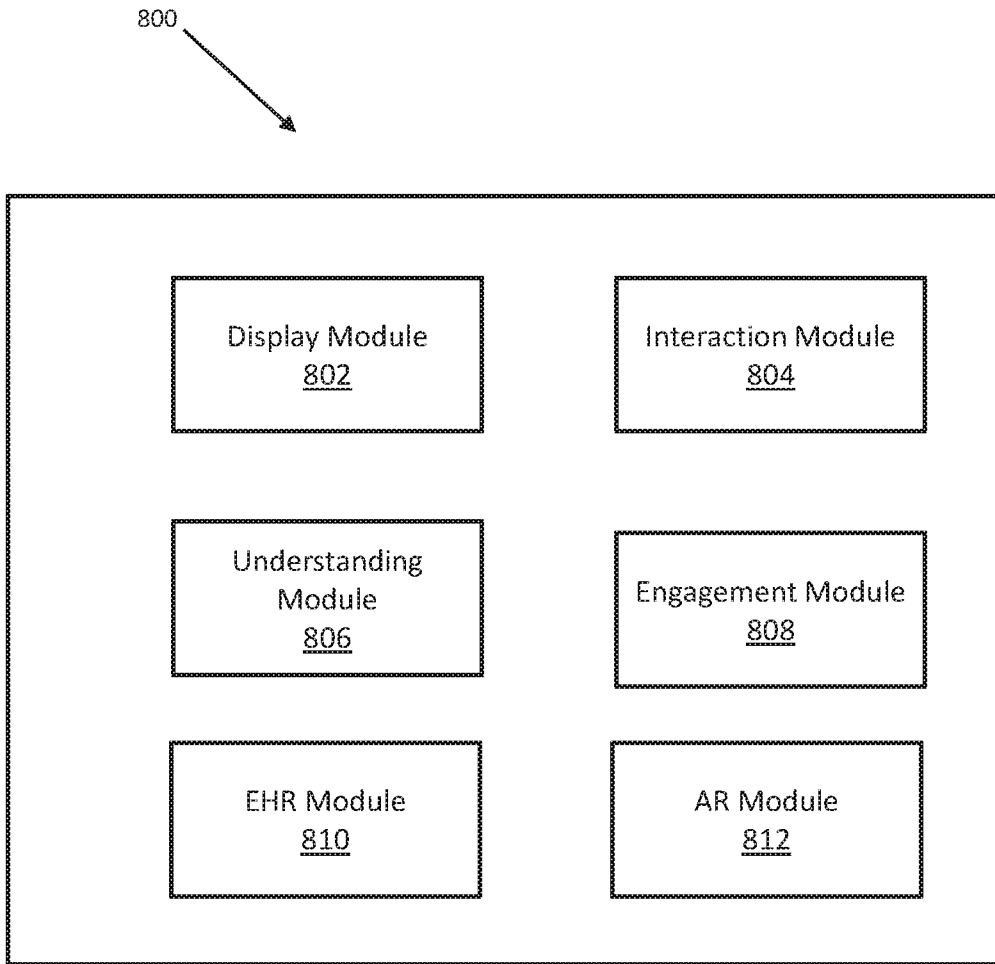 800
Display Module
802
Interaction Module
804
Understanding
Module
806
Engagement Module
808
EHR Module
810
AR Module
812